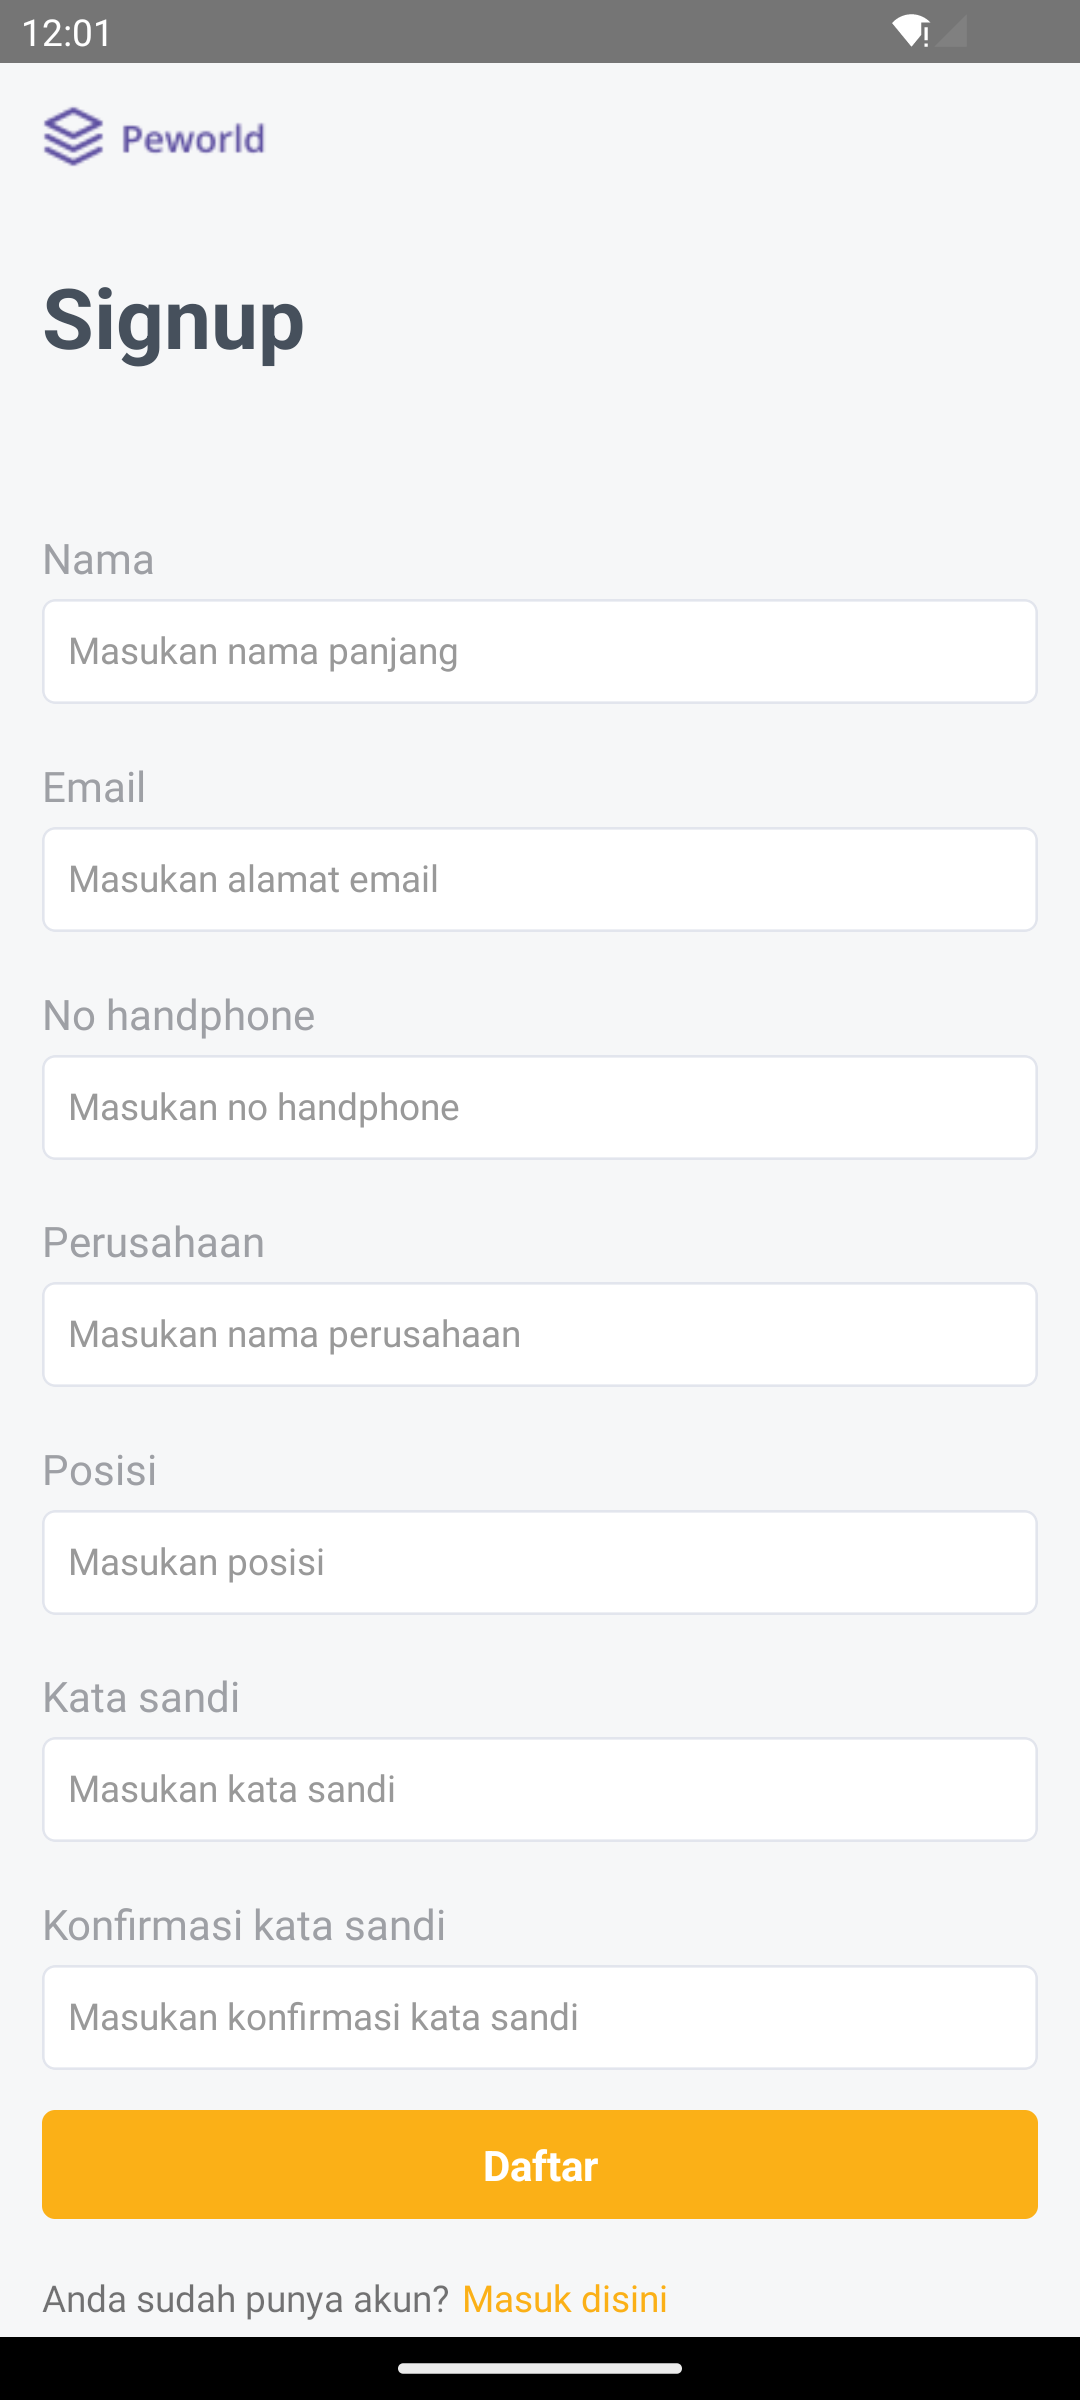 12:01
Peworld
Signup
Nama
Masukan nama panjang
Email
Masukan alamat email
No handphone
Masukan no handphone
Perusahaan
Masukan nama perusahaan
Posisi
Masukan posisi
Kata sandi
Masukan kata sandi
Konfirmasi kata sandi
Masukan konfirmasi kata sandi
Daftar
Anda sudah punya akun? Masuk disini